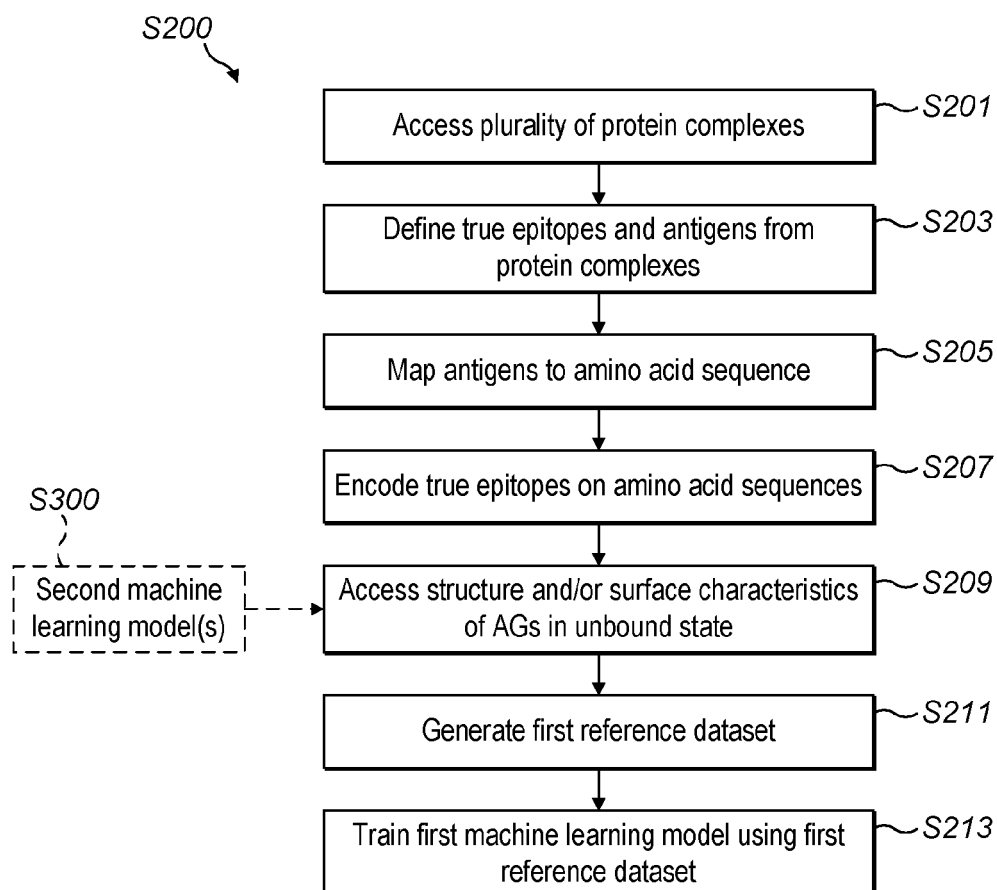 S200
Access plurality of protein complexes
S201
Define true epitopes and antigens from
protein complexes
S203
Map antigens to amino acid sequence
S205
Encode true epitopes on amino acid sequences
S207
S300
Second machine
learning model(s)
Access structure and/or surface characteristics
of AGs in unbound state
S209
Generate first reference dataset
S211
Train first machine learning model using first
reference dataset
S213